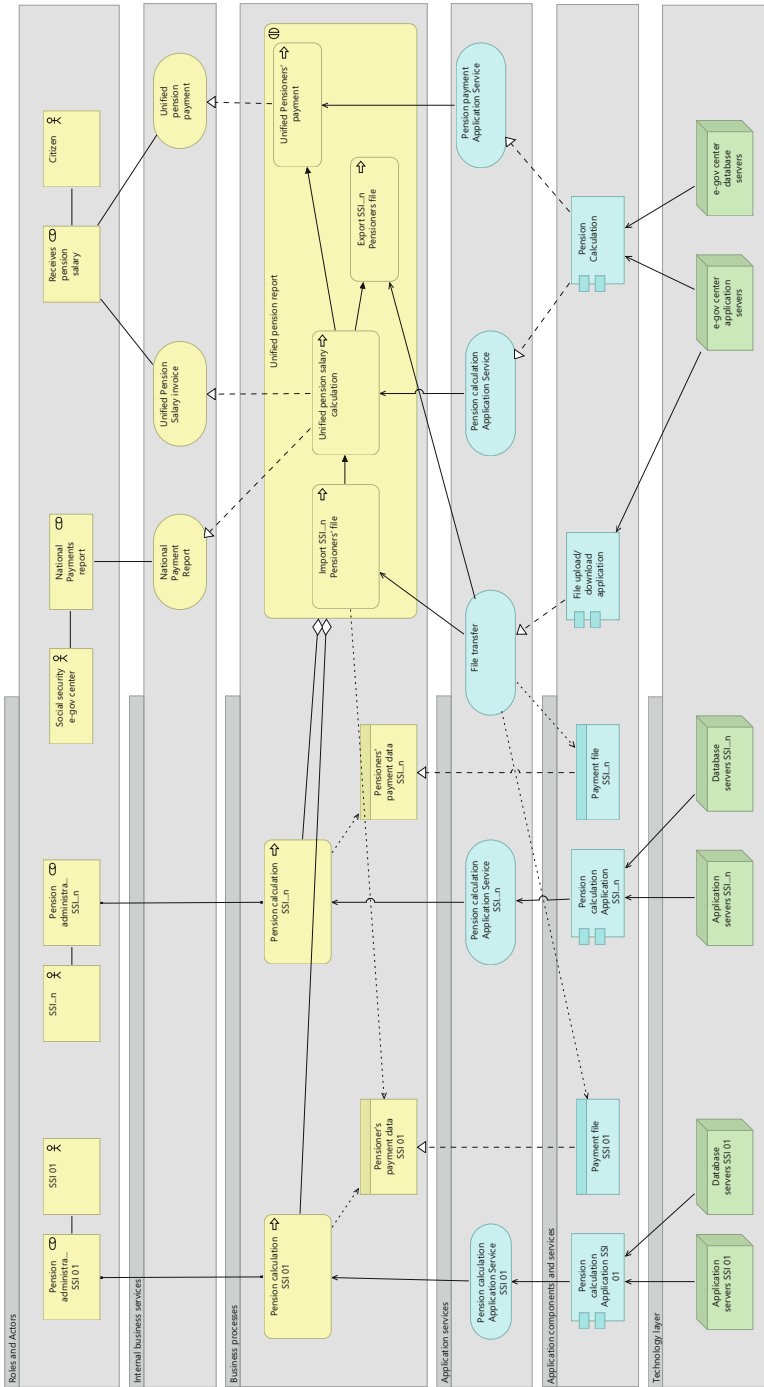 Roles and Actors
Pension
administra...
SSI 01
SSI 01
SSI...n
Pension
administra...
SSI...n
Social security
e-gov center
National
Payments
report
Receives
pension
salary
Citizen
Internal business services
National
Payment
Report
Unified Pension
Salary invoice
Unified
pension
payment
Business processes
Pension calculation
SSI 01
Pensioner's
payment data
SSI 01
Pension calculation
SSI...n
Pensioners'
payment data
SSI...n
Unified pension report
Import SSI...n
Pensioners' file
Unified pension salary
calculation
Export SSI...n
Pensioners file
Unified Pensioners'
payment
Application services
Pension calculation
Application Service
SSI 01
Pension calculation
Application Service
SSI...n
File transfer
Pension calculation
Application Service
Pension payment
Application Service
Application components and services
Pension
calculation
Application SSI
01
Payment file
SSI 01
Pension
calculation
Application
SSI...n
Payment file
SSI...n
File upload/
download
application
Pension
Calculation
Technology layer
Application
servers SSI 01
Database
servers SSI 01
Application
servers SSI...n
Database
servers SSI...n
e-gov center
application
servers
e-gov center
database
servers